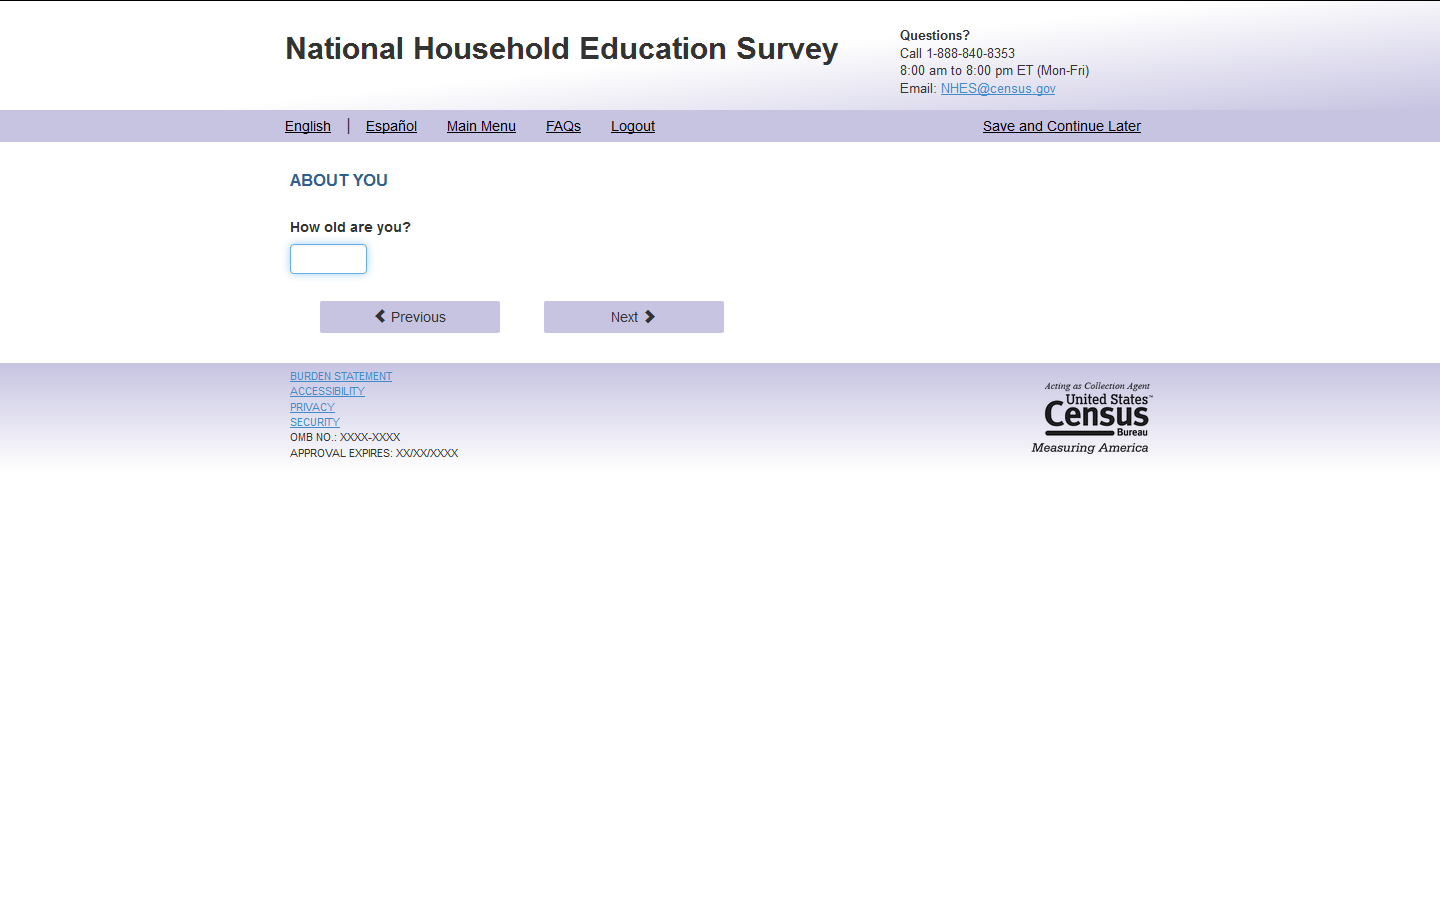 National Household Education Survey
Questions?
Call 1-888-840-8353
8:00 am to 8:00 pm ET (Mon-Fri)
Email: NHES@census.gov
English | Español Main Menu FAQs Logout Save and Continue Later
ABOUT YOU
How old are you?
Previous Next
BURDEN STATEMENT
ACCESSIBILITY
PRIVACY
SECURITY
OMB NO.: XXXX-XXXX
APPROVAL EXPIRES: XX/XX/XXXX
Acting as Collection Agent
United States™
Census
Bureau
Measuring America